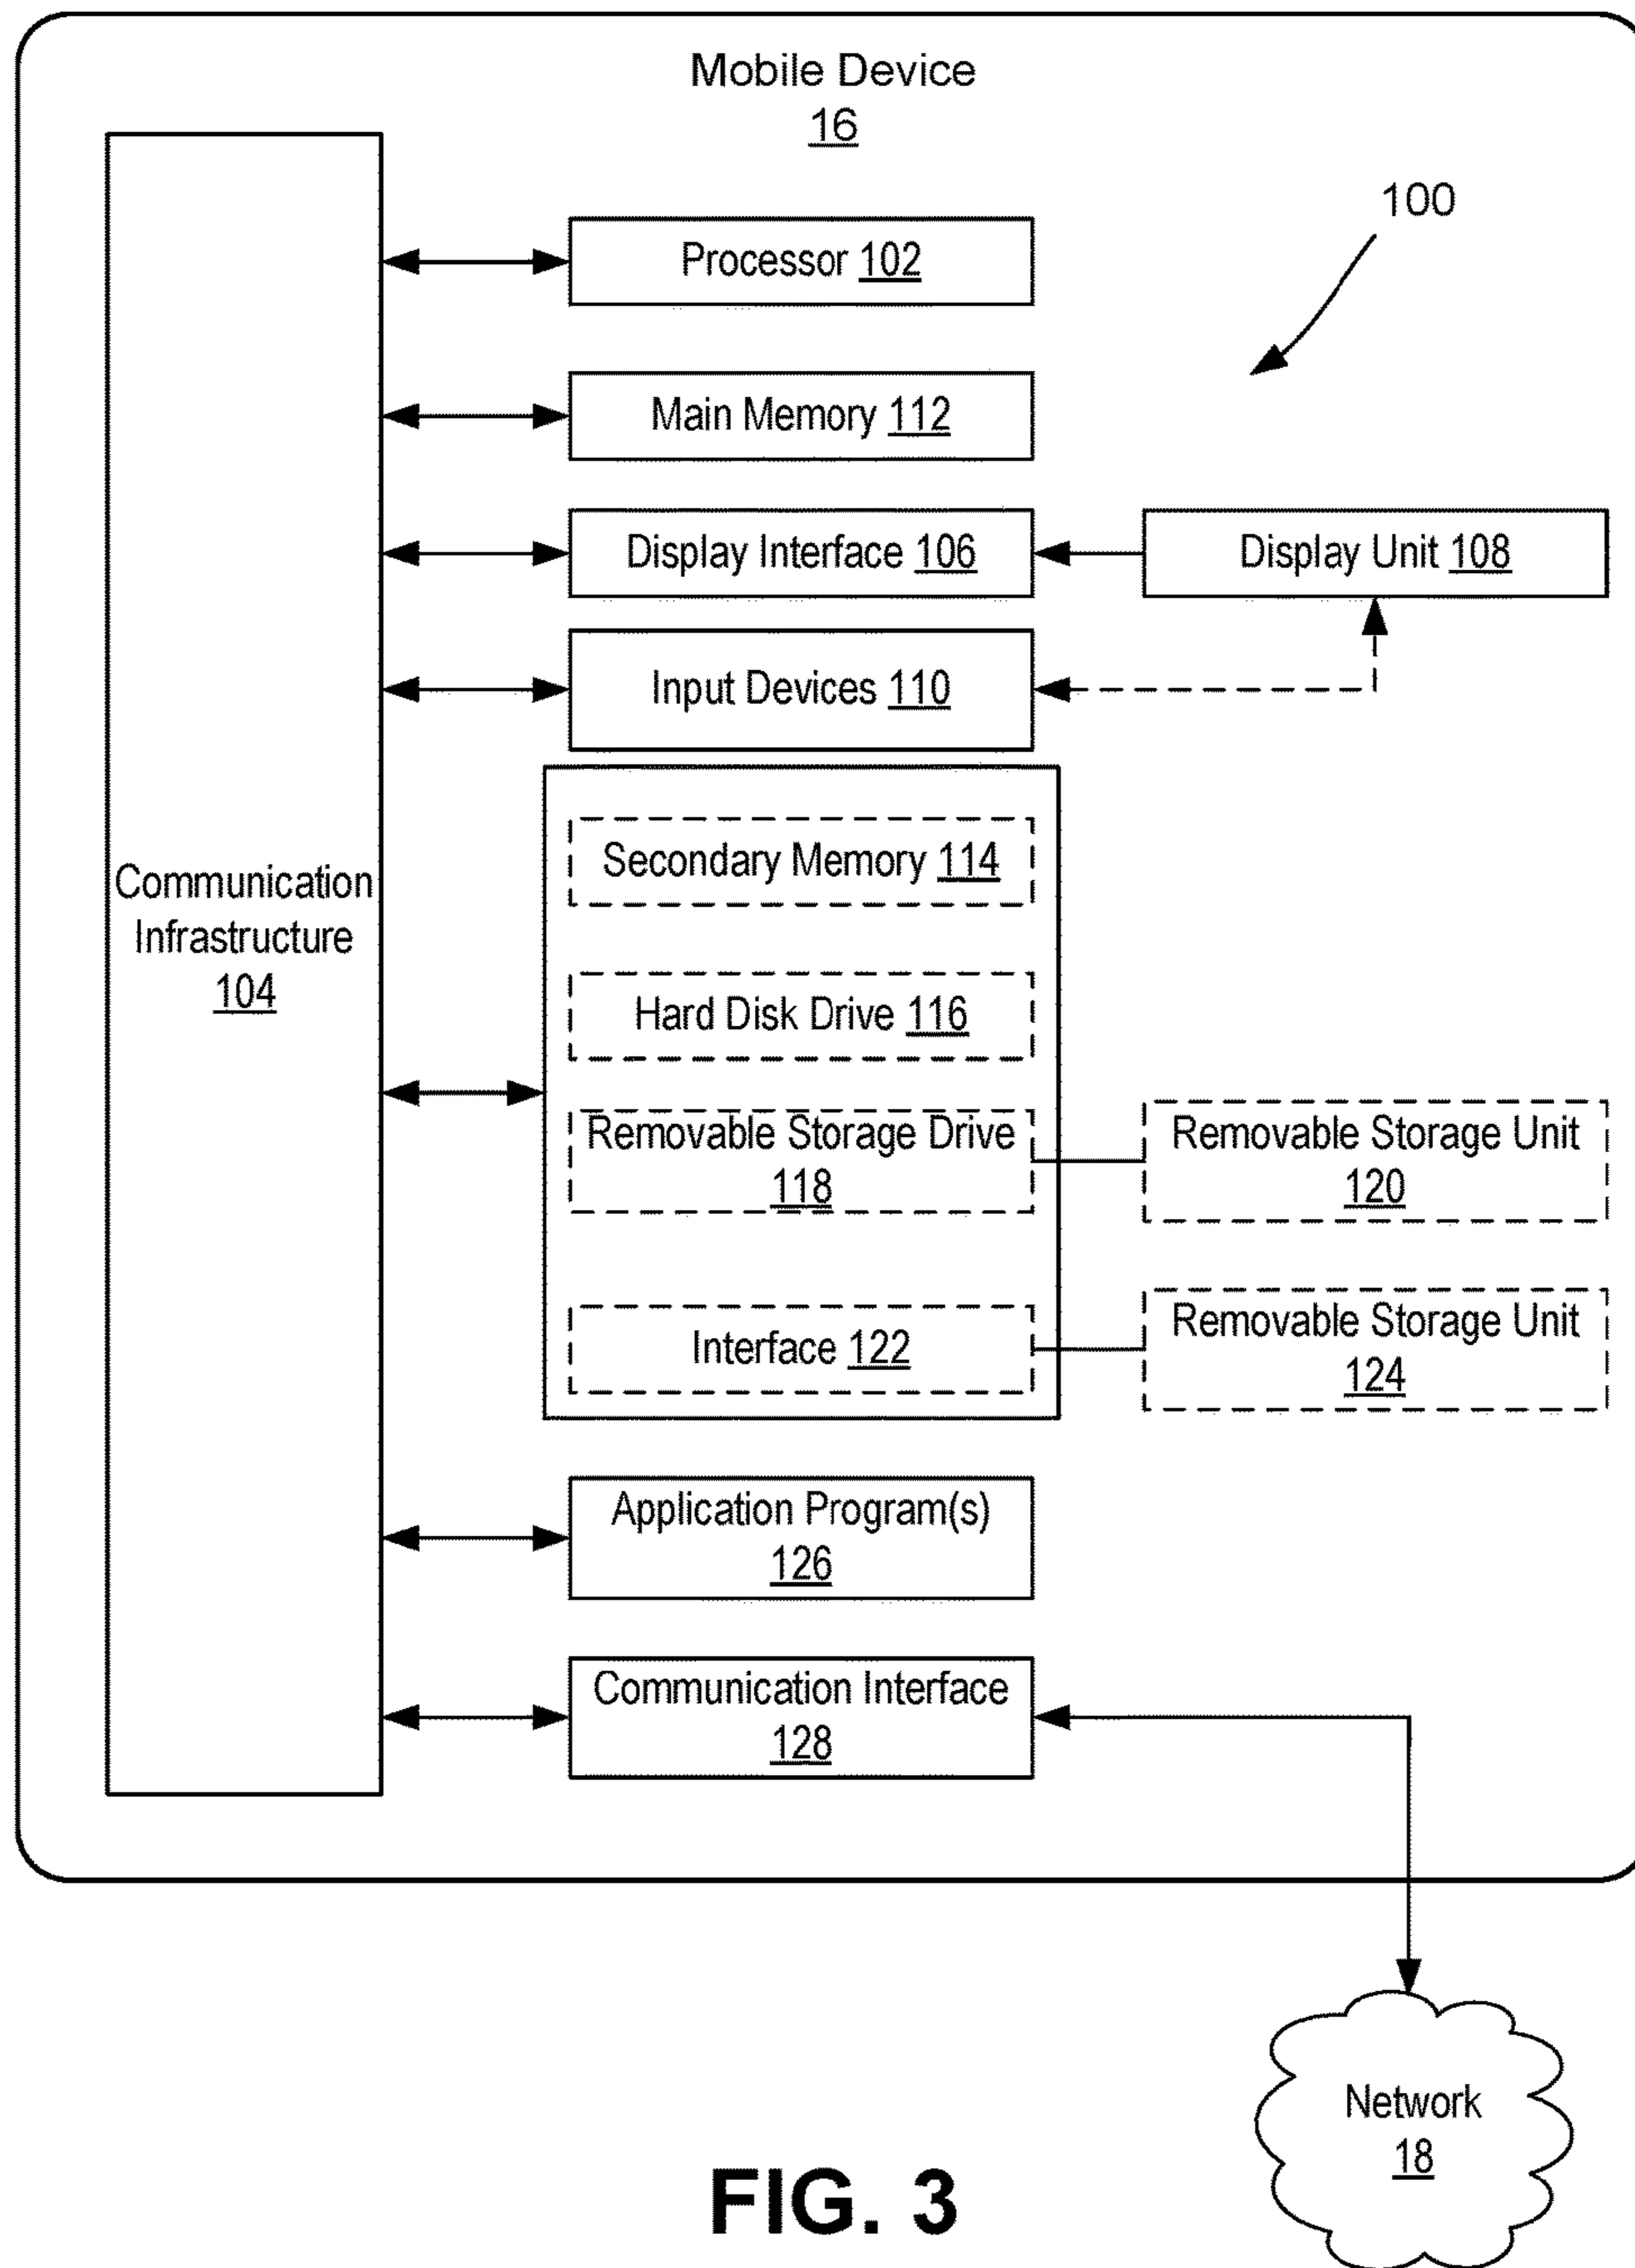 Mobile Device
16
100
Processor 102
Main Memory 112
Display Interface 106
Display Unit 108
Input Devices 110
Communication
Infrastructure
104
Secondary Memory 114
Hard Disk Drive 116
Removable Storage Drive
118
Removable Storage Unit
120
Interface 122
Removable Storage Unit
124
Application Program(s)
126
Communication Interface
128
Network
18
FIG. 3